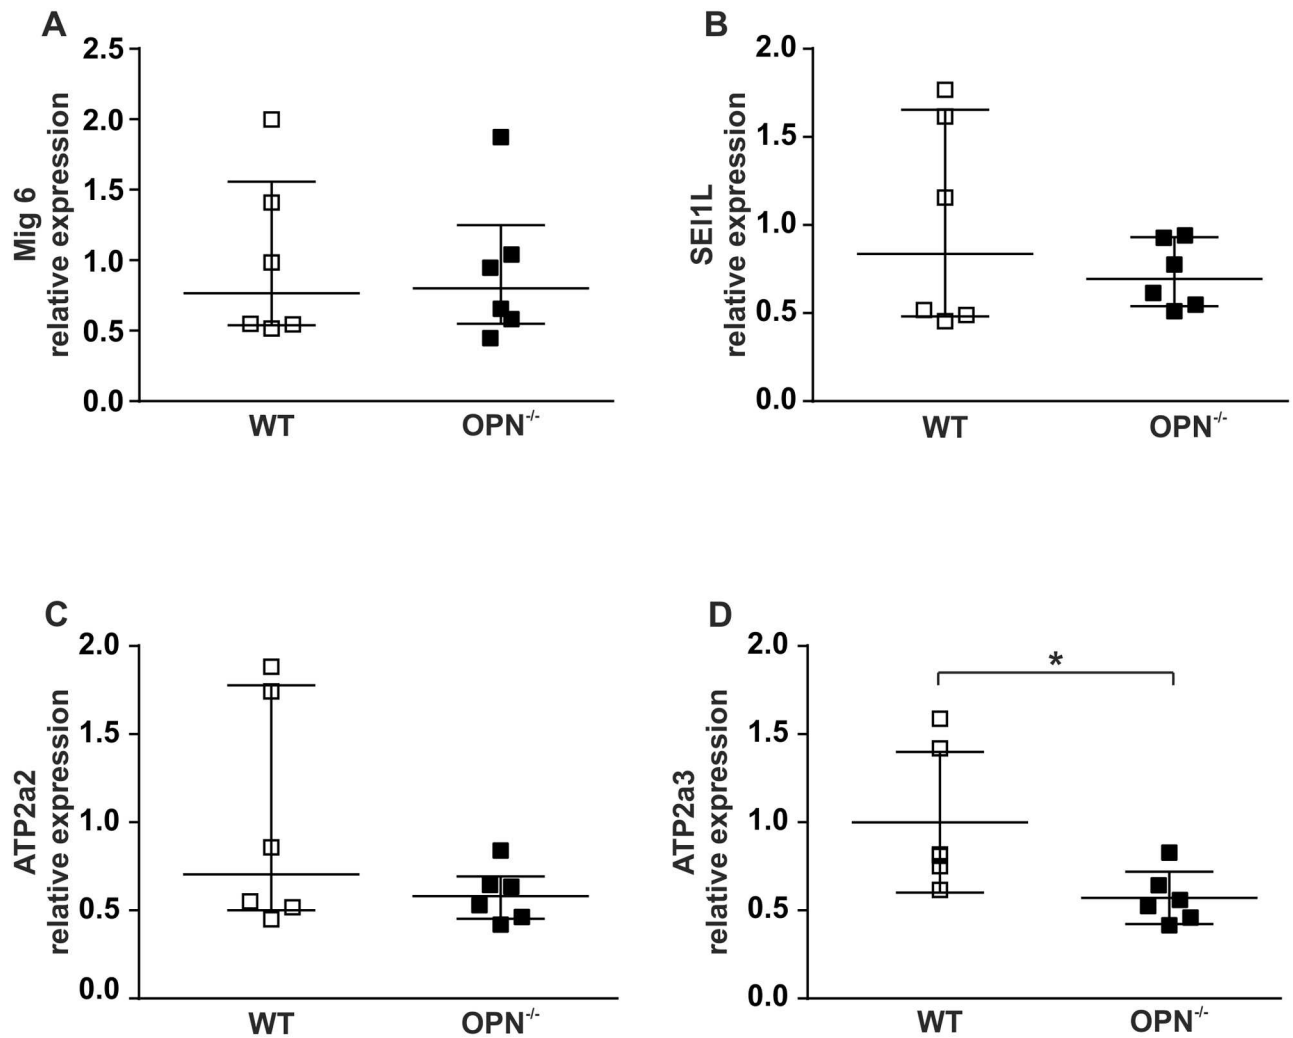 A
Mig 6
relative expression
2.5
2.0
1.5
1.0
0.5
0.0
WT
OPN-/-
B
SEI1L
relative expression
2.0
1.5
1.0
0.5
0.0
WT
OPN-/-
C
ATP2a2
relative expression
2.0
1.5
1.0
0.5
0.0
WT
OPN-/-
D
ATP2a3
relative expression
2.0
1.5
1.0
0.5
0.0
*
WT
OPN-/-